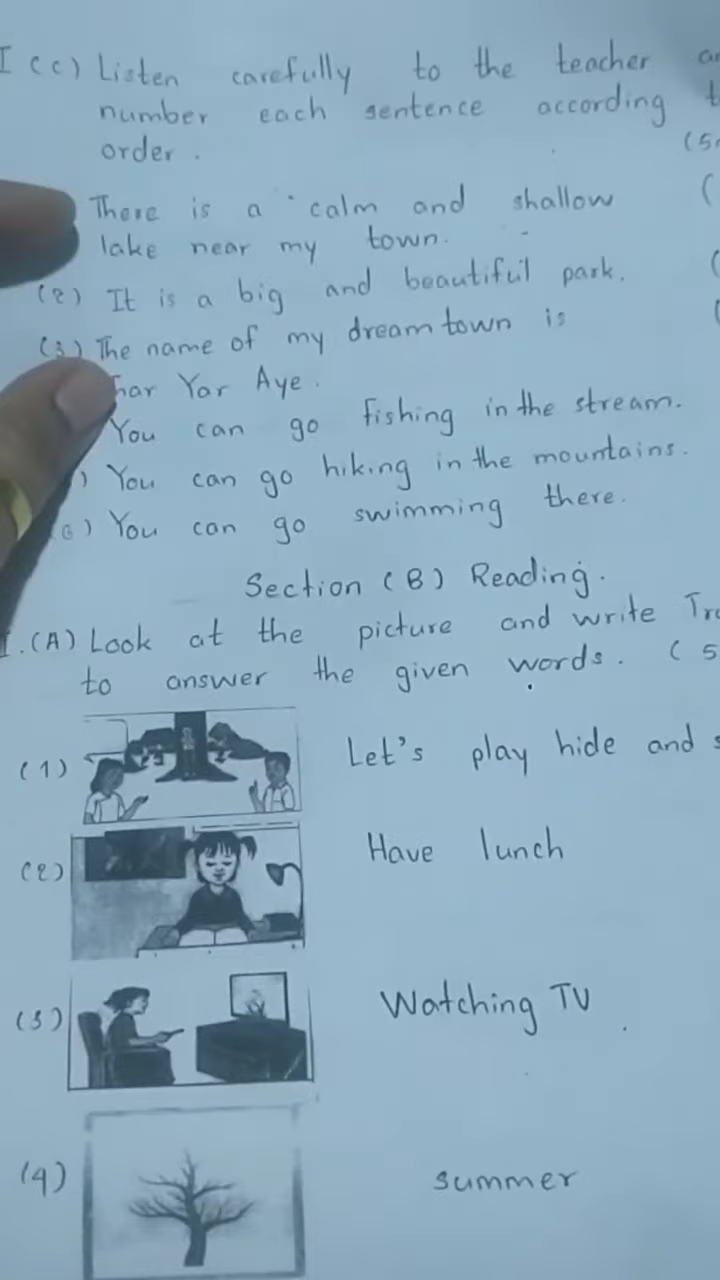 I (C) Listen carefully to the teacher
number each sentence according
order.
There is a calm and shallow (
lake near my town.
(2) It is a big and beautiful park. (
(3) The name of my dream town is (
Yar Aye.
You can go fishing in the stream.
) You can go hiking in the mountains.
(6) You can go swimming there.
Section (B) Reading.
I. (A) Look at the picture and write
to answer the given words. ( 5
(1) Let's play hide and
(2) Have lunch
(3) Watching TV
(4) summer